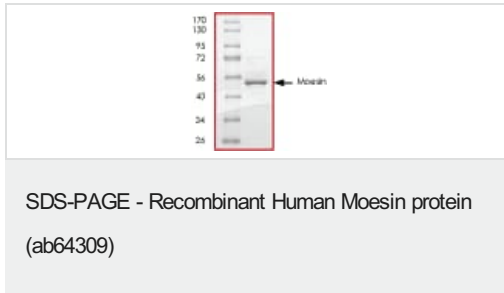 170
130
95
72
56
43
34
26
Moesin
SDS-PAGE - Recombinant Human Moesin protein
(ab64309)